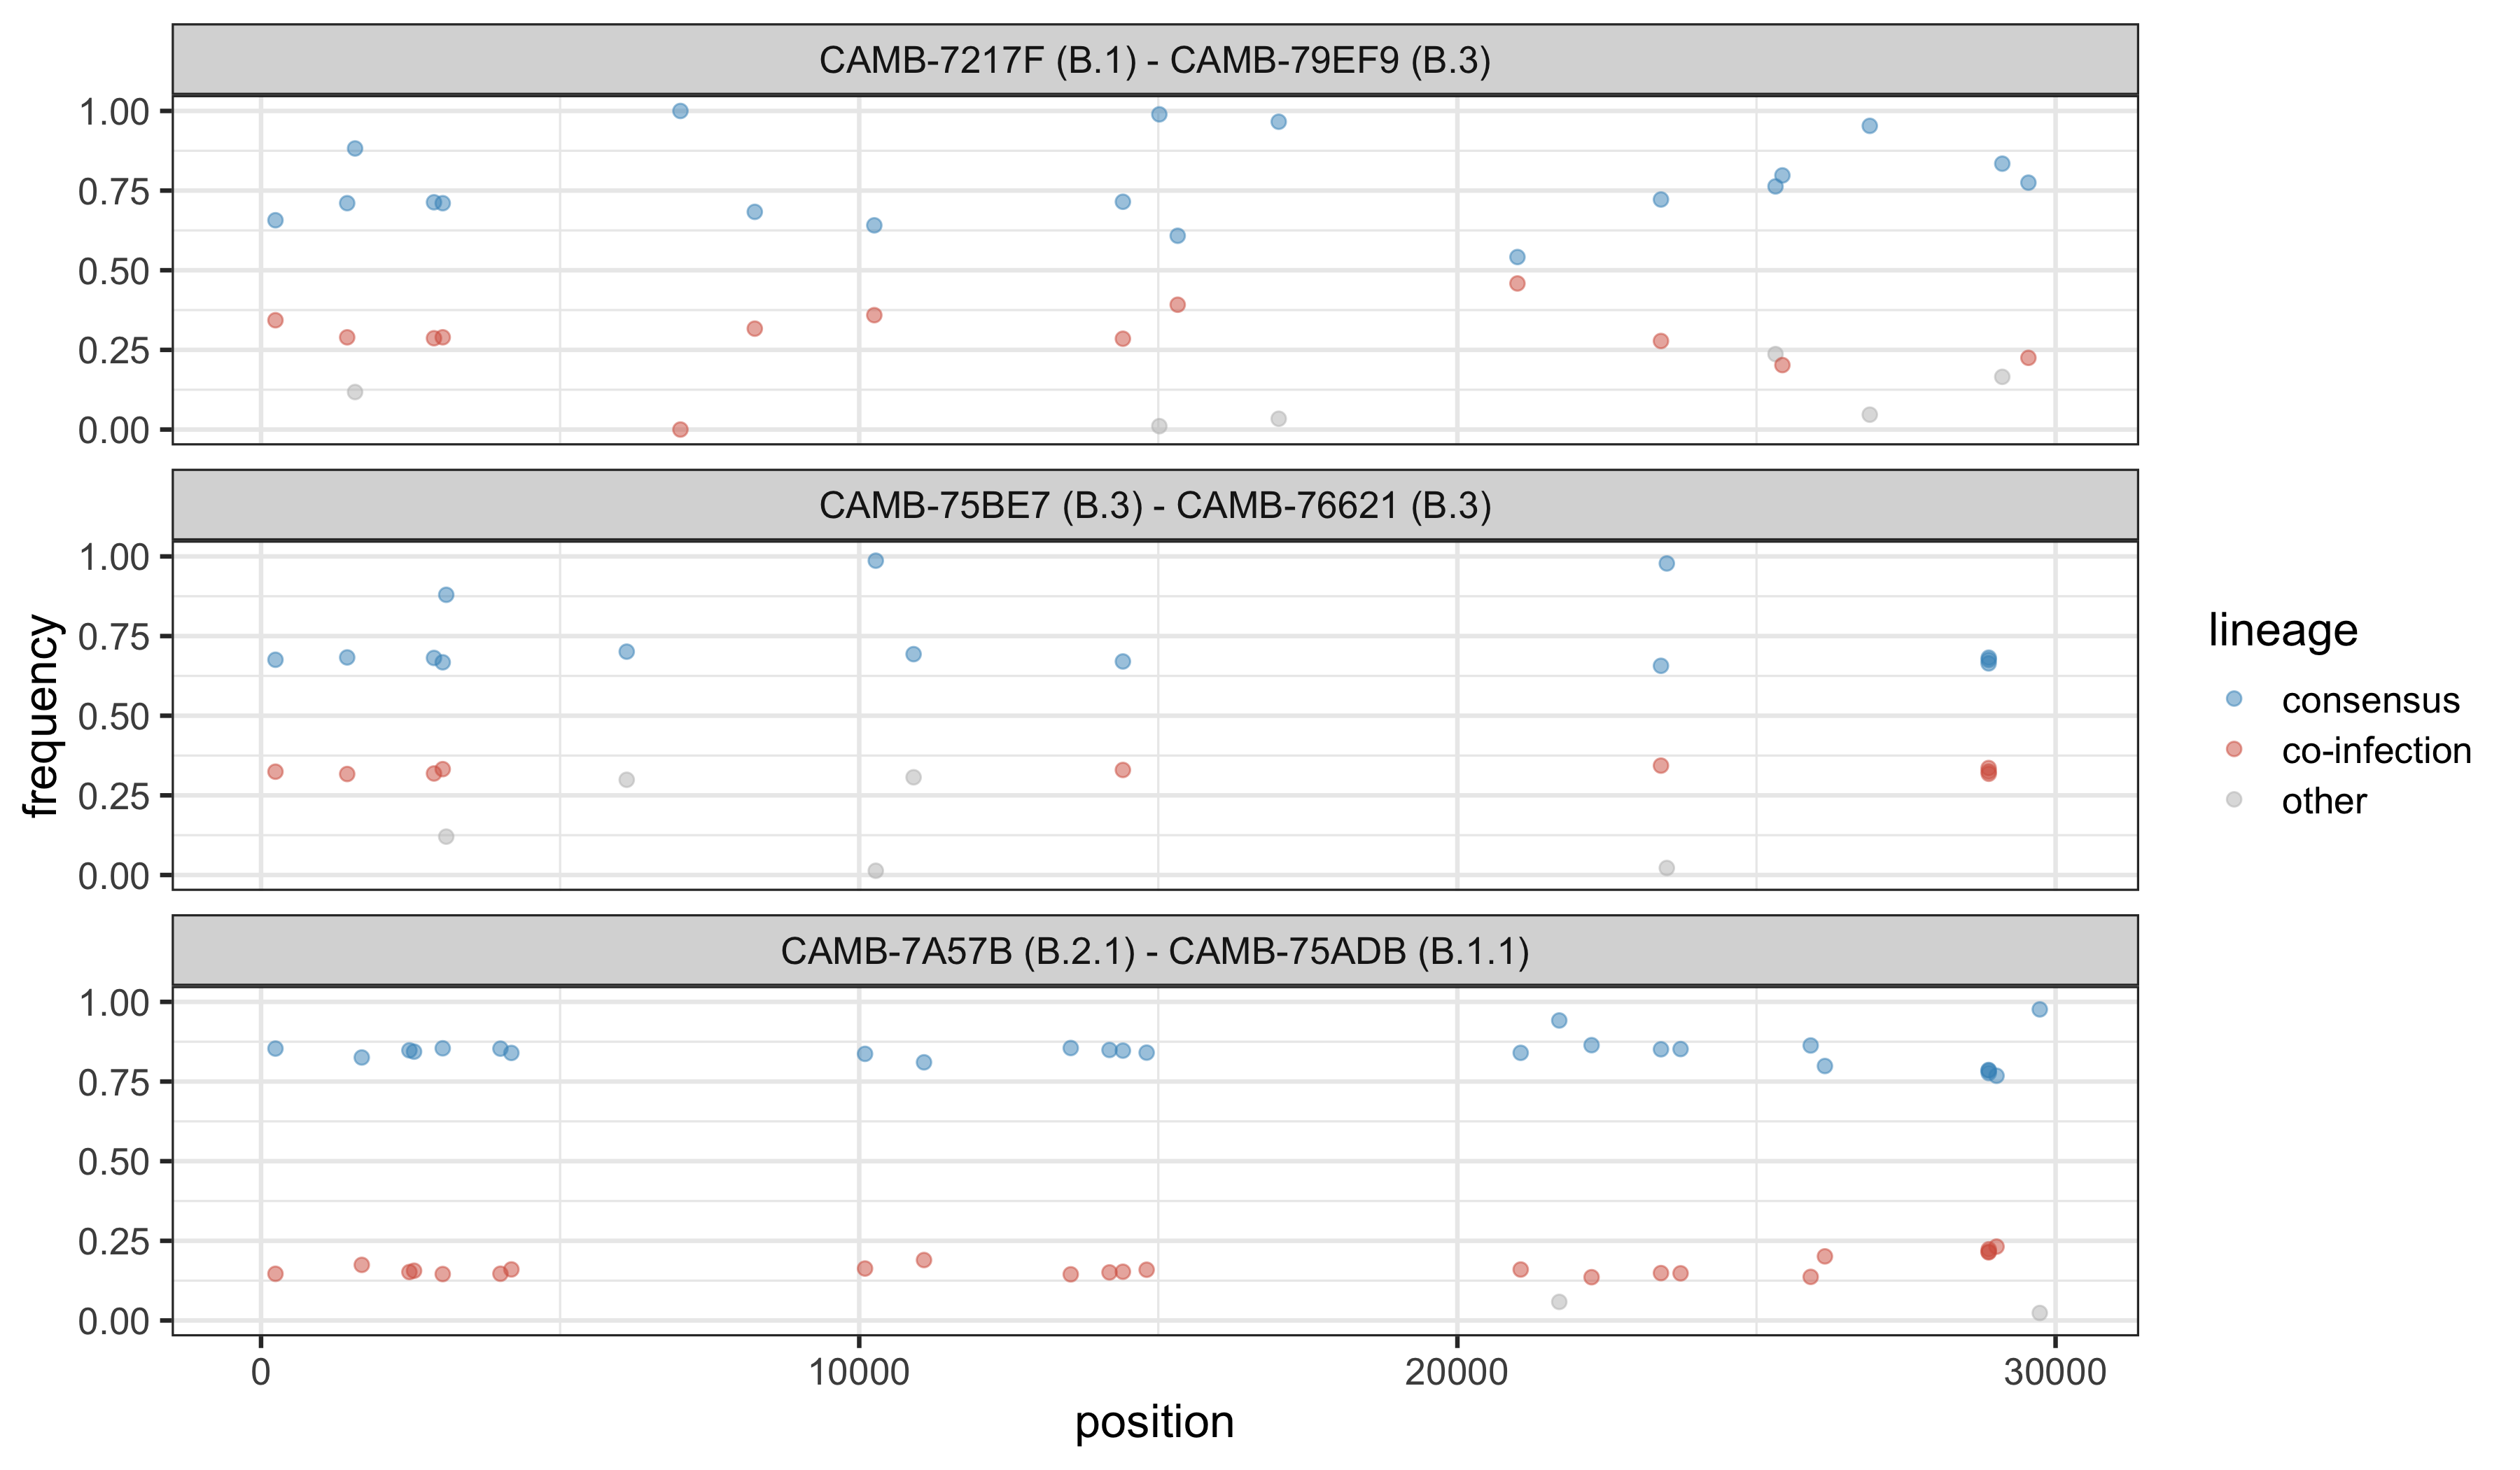 CAMB-7217F (B.1) - CAMB-79EF9 (B.3)
1.00
0.75
0.50
0.25
0.00
CAMB-75BE7 (B.3) - CAMB-76621 (B.3)
1.00
0.75
0.50
0.25
0.00
frequency
CAMB-7A57B (B.2.1) - CAMB-75ADB (B.1.1)
1.00
0.75
0.50
0.25
0.00
0 10000 20000 30000
position
lineage
consensus
co-infection
other